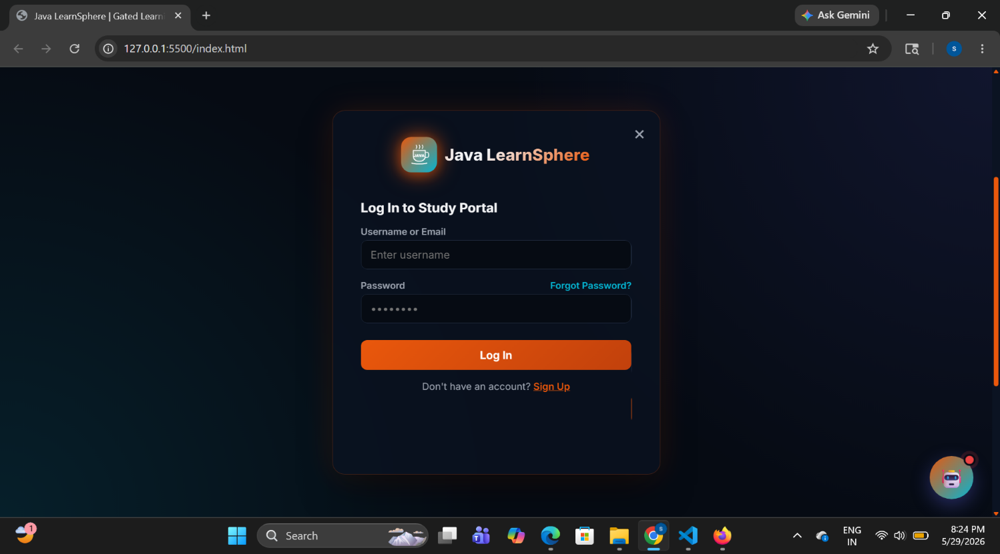 Java LearnSphere | Gated Learni
Ask Gemini
127.0.0.1:5500/index.html
S
JAVA
Java LearnSphere
Log In to Study Portal
Username or Email
Enter username
Password
Forgot Password?
Log In
Don't have an account? Sign Up
1
Search
T
S
ENG
IN
8:24 PM
5/29/2026